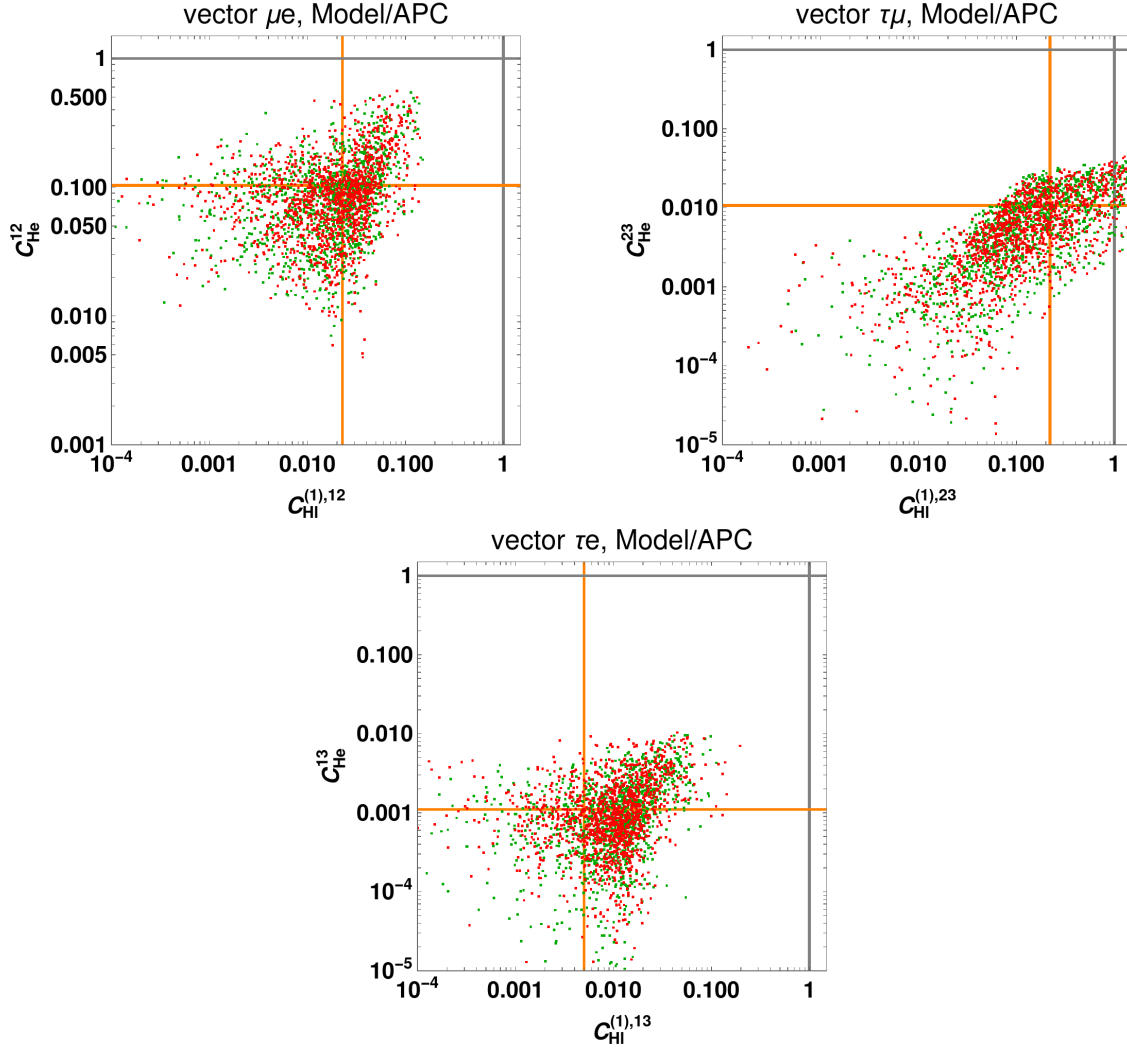 vector μe, Model/APC
1
0.500
0.100
0.050
0.010
0.005
0.001
C_He^12
10^-4 0.001 0.010 0.100 1
C_Hl^(1),12
vector τμ, Model/APC
1
0.100
0.010
0.001
10^-4
10^-5
C_He^23
10^-4 0.001 0.010 0.100 1
C_Hl^(1),23
vector τe, Model/APC
1
0.100
0.010
0.001
10^-4
10^-5
C_He^13
10^-4 0.001 0.010 0.100 1
C_Hl^(1),13